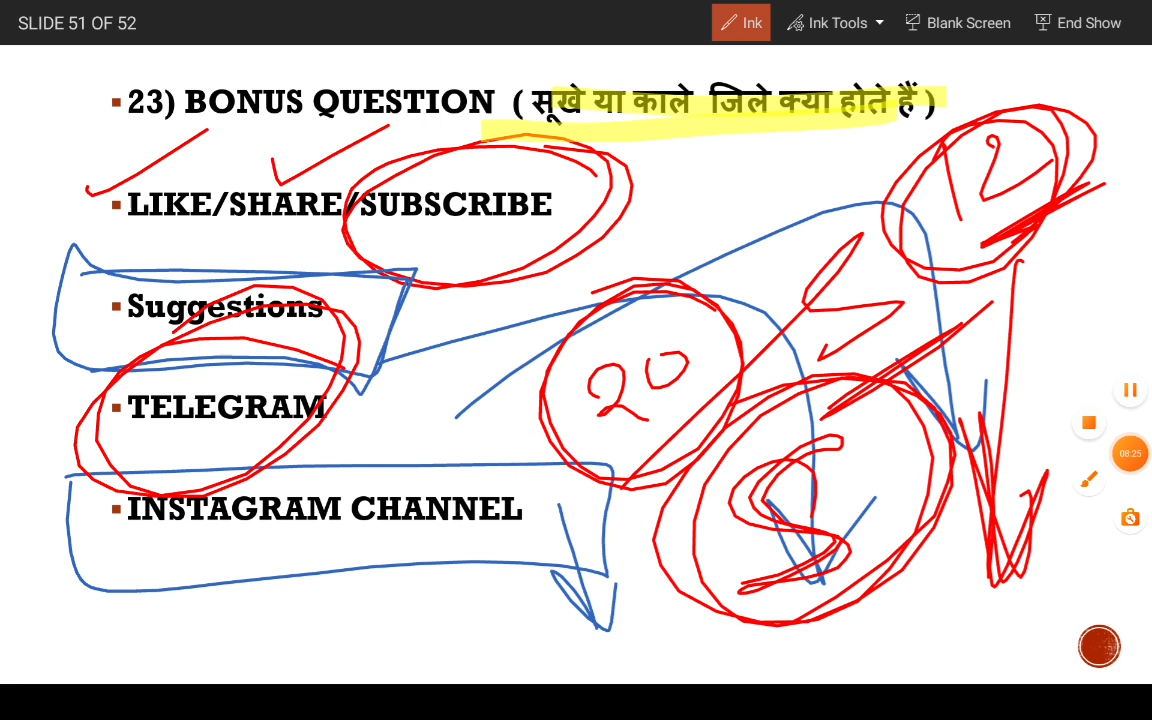 SLIDE 51 OF 52
Ink Ink Tools Blank Screen End Show
23) BONUS QUESTION ( सूखे या काले जिले क्या होते हैं )
LIKE/SHARE/SUBSCRIBE
Suggestions
20
TELEGRAM
08:25
INSTAGRAM CHANNEL